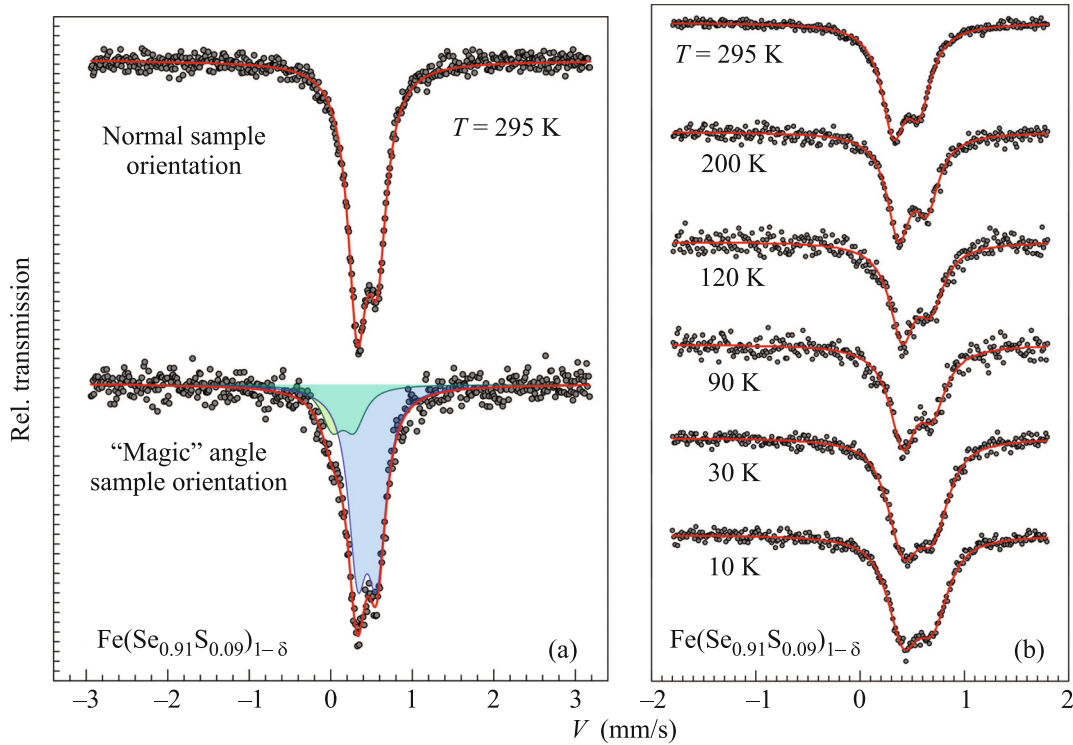 Rel. transmission
Normal sample
orientation
T = 295 K
“Magic” angle
sample orientation
Fe(Se0.91S0.09)1– δ
(a)
−3 −2 −1 0 1 2 3
T = 295 K
200 K
120 K
90 K
30 K
10 K
Fe(Se0.91S0.09)1– δ
(b)
−2 −1 0 1 2
V (mm/s)